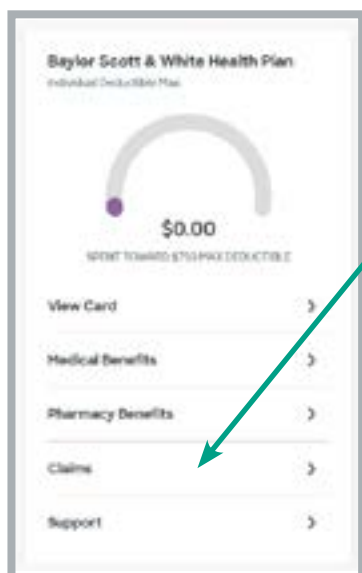 Baylor Scott & White Health Plan
Individual Deductible Max
$0.00
SPENT TOWARD $750 MAX DEDUCTIBLE
View Card
Medical Benefits
Pharmacy Benefits
Claims
Support